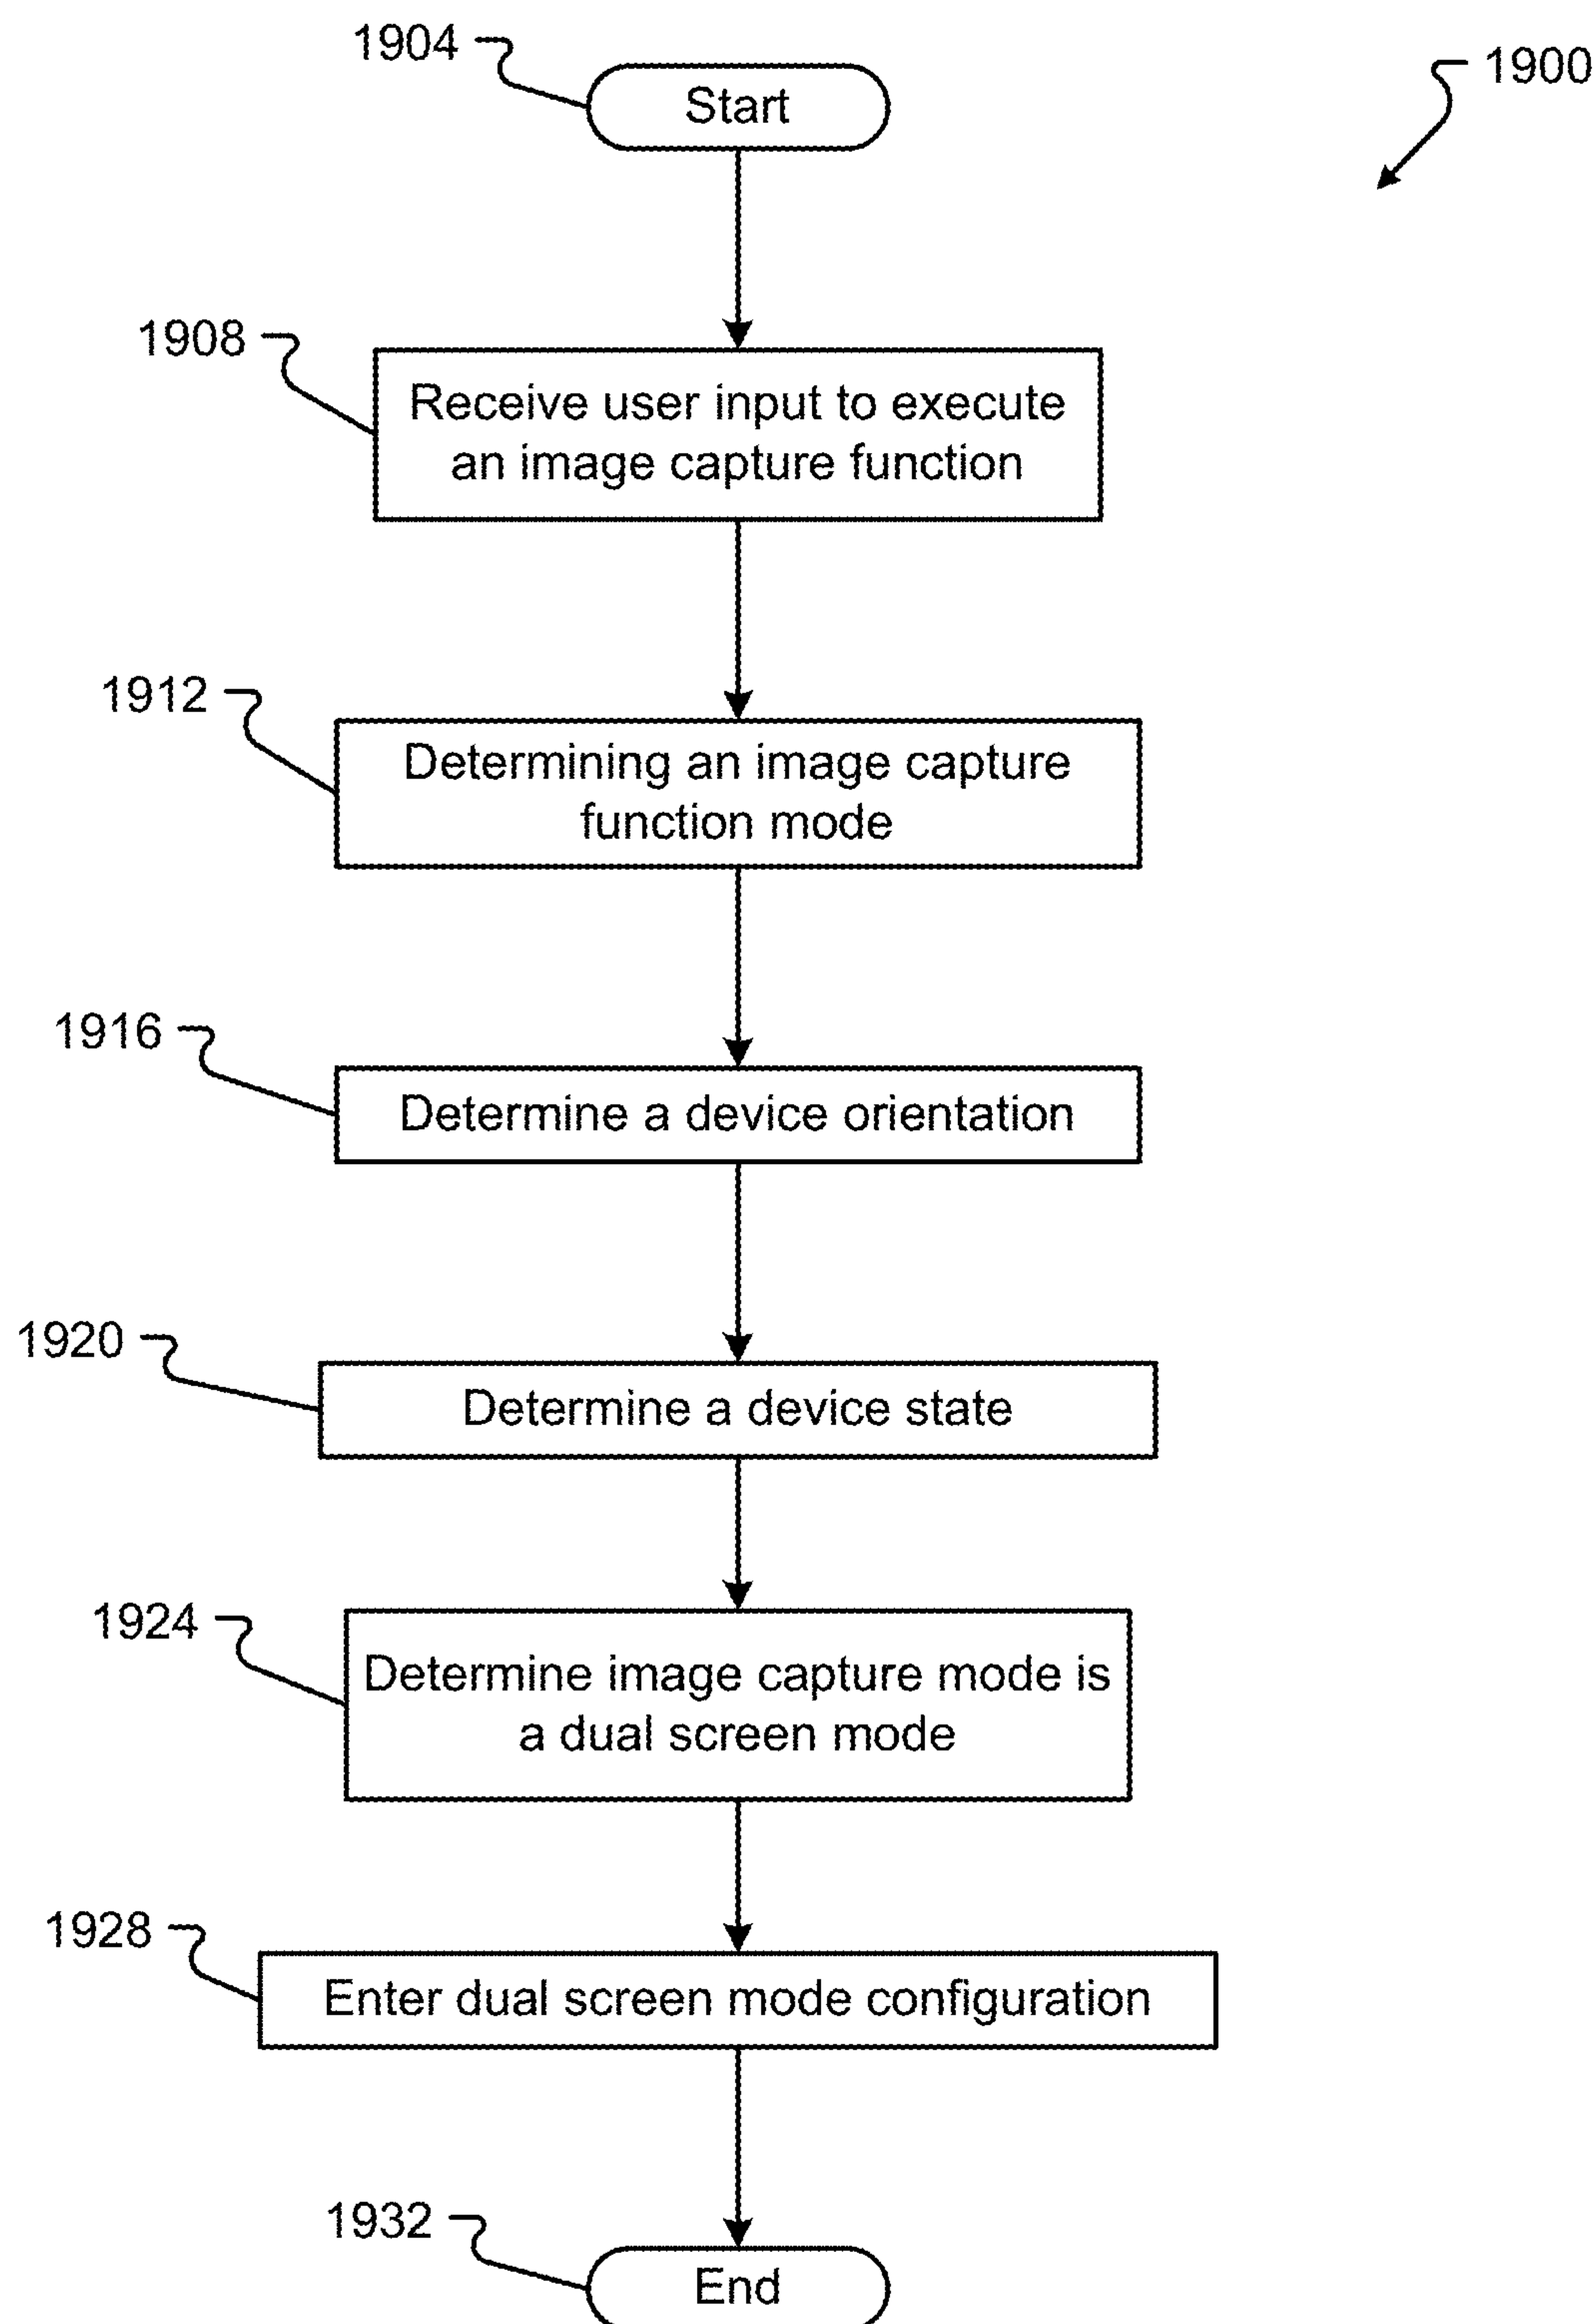 1904
Start
1900
1908
Receive user input to execute
an image capture function
1912
Determining an image capture
function mode
1916
Determine a device orientation
1920
Determine a device state
1924
Determine image capture mode is
a dual screen mode
1928
Enter dual screen mode configuration
1932
End